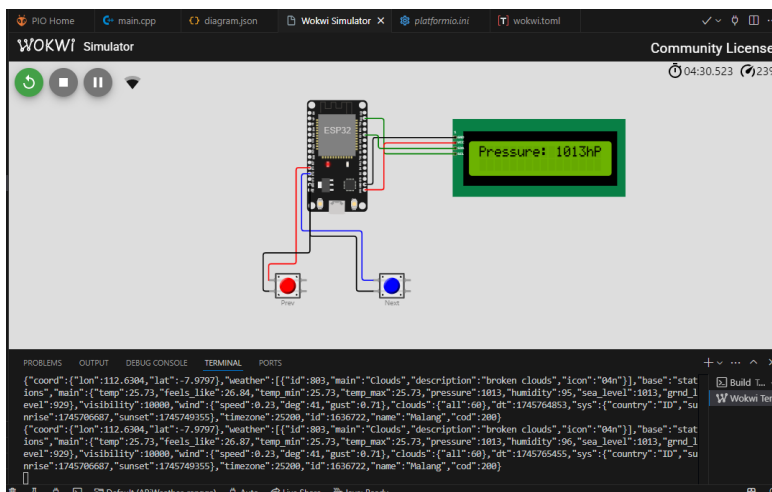 PIO Home
main.cpp
diagram.json
Wokwi Simulator
platformio.ini
wokwi.toml
WOKWI Simulator
Community License
04:30.523
239
ESP32
Pressure: 1013hP
Prev
Next
PROBLEMS OUTPUT DEBUG CONSOLE TERMINAL PORTS
{"coord":{"lon":112.6304,"lat":-7.9797},"weather":[{"id":803,"main":"Clouds","description":"broken clouds","icon":"04n"}],"base":"stat
ions","main":{"temp":25.73,"feels_like":26.84,"temp_min":25.73,"temp_max":25.73,"pressure":1013,"humidity":95,"sea_level":1013,"grnd_l
evel":929},"visibility":10000,"wind":{"speed":0.23,"deg":41,"gust":0.71},"clouds":{"all":60},"dt":1745764853,"sys":{"country":"ID","su
nrise":1745706687,"sunset":1745749355},"timezone":25200,"id":1636722,"name":"Malang","cod":200}
{"coord":{"lon":112.6304,"lat":-7.9797},"weather":[{"id":803,"main":"Clouds","description":"broken clouds","icon":"04n"}],"base":"stat
ions","main":{"temp":25.73,"feels_like":26.87,"temp_min":25.73,"temp_max":25.73,"pressure":1013,"humidity":96,"sea_level":1013,"grnd_l
evel":929},"visibility":10000,"wind":{"speed":0.23,"deg":41,"gust":0.71},"clouds":{"all":60},"dt":1745765455,"sys":{"country":"ID","su
nrise":1745706687,"sunset":1745749355},"timezone":25200,"id":1636722,"name":"Malang","cod":200}
Build T...
Wokwi Ter